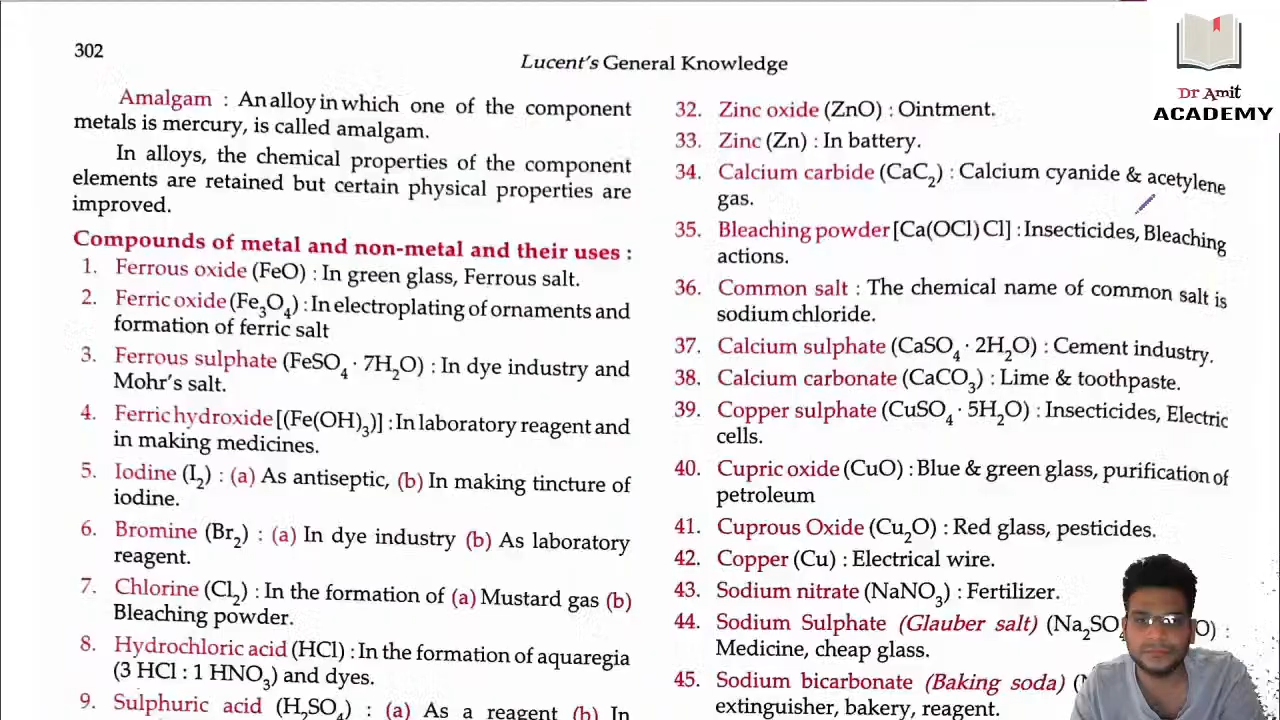 302
Lucent's General Knowledge
Dr Amit
ACADEMY
Amalgam : An alloy in which one of the component
metals is mercury, is called amalgam.
In alloys, the chemical properties of the component
elements are retained but certain physical properties are
improved.
Compounds of metal and non-metal and their uses :
1. Ferrous oxide (FeO) : In green glass, Ferrous salt.
2. Ferric oxide (Fe₃O₄) : In electroplating of ornaments and
formation of ferric salt
3. Ferrous sulphate (FeSO₄ · 7H₂O) : In dye industry and
Mohr's salt.
4. Ferric hydroxide [(Fe(OH)₃)] : In laboratory reagent and
in making medicines.
5. Iodine (I₂) : (a) As antiseptic, (b) In making tincture of
iodine.
6. Bromine (Br₂) : (a) In dye industry (b) As laboratory
reagent.
7. Chlorine (Cl₂) : In the formation of (a) Mustard gas (b)
Bleaching powder.
8. Hydrochloric acid (HCl) : In the formation of aquaregia
(3 HCl : 1 HNO₃) and dyes.
9. Sulphuric acid (H₂SO₄) : (a) As a reagent (b) In
32. Zinc oxide (ZnO) : Ointment.
33. Zinc (Zn) : In battery.
34. Calcium carbide (CaC₂) : Calcium cyanide & acetylene
gas.
35. Bleaching powder [Ca(OCl) Cl] : Insecticides, Bleaching
actions.
36. Common salt : The chemical name of common salt is
sodium chloride.
37. Calcium sulphate (CaSO₄ · 2H₂O) : Cement industry.
38. Calcium carbonate (CaCO₃) : Lime & toothpaste.
39. Copper sulphate (CuSO₄ · 5H₂O) : Insecticides, Electric
cells.
40. Cupric oxide (CuO) : Blue & green glass, purification of
petroleum
41. Cuprous Oxide (Cu₂O) : Red glass, pesticides.
42. Copper (Cu) : Electrical wire.
43. Sodium nitrate (NaNO₃) : Fertilizer.
44. Sodium Sulphate (Glauber salt) (Na₂SO O) :
Medicine, cheap glass.
45. Sodium bicarbonate (Baking soda) (
extinguisher, bakery, reagent.